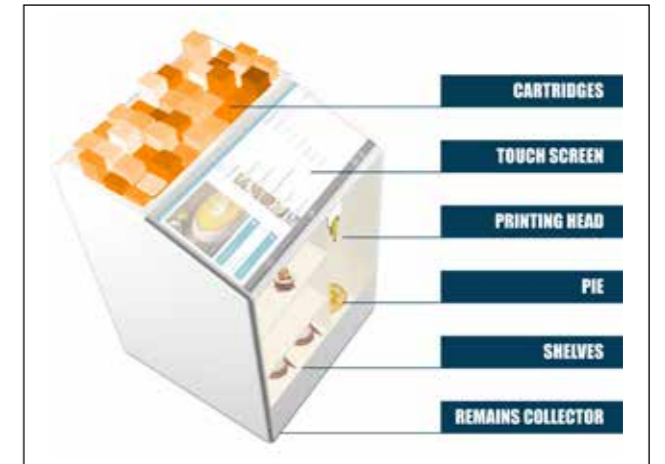 CARTRIDGES
TOUCH SCREEN
PRINTING HEAD
PIE
SHELVES
REMAINS COLLECTOR